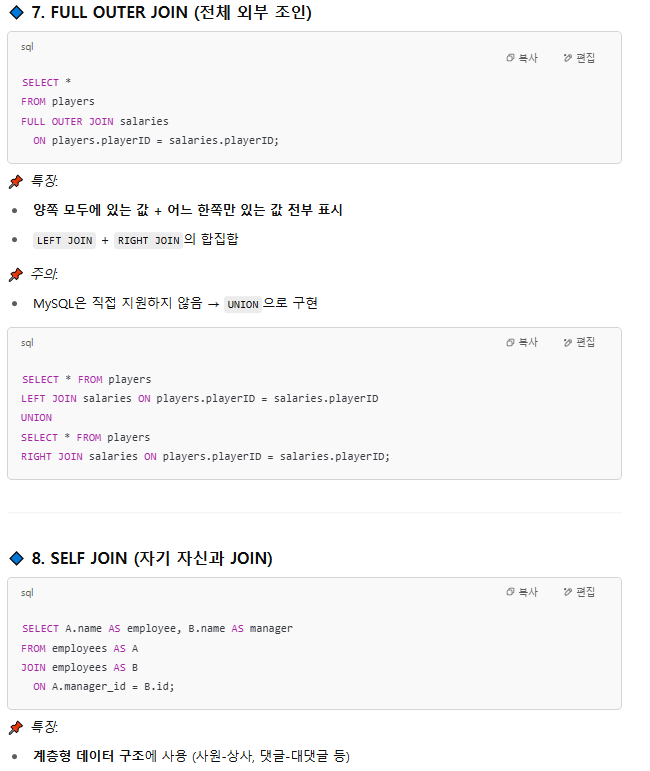 7. FULL OUTER JOIN (전체 외부 조인)
sql
복사 편집
SELECT *
FROM players
FULL OUTER JOIN salaries
ON players.playerID = salaries.playerID;
특징:
양쪽 모두에 있는 값 + 어느 한쪽만 있는 값 전부 표시
LEFT JOIN + RIGHT JOIN의 합집합
주의:
MySQL은 직접 지원하지 않음 → UNION으로 구현
sql
복사 편집
SELECT * FROM players
LEFT JOIN salaries ON players.playerID = salaries.playerID
UNION
SELECT * FROM players
RIGHT JOIN salaries ON players.playerID = salaries.playerID;
8. SELF JOIN (자기 자신과 JOIN)
sql
복사 편집
SELECT A.name AS employee, B.name AS manager
FROM employees AS A
JOIN employees AS B
ON A.manager_id = B.id;
특징:
계층형 데이터 구조에 사용 (사원-상사, 댓글-대댓글 등)